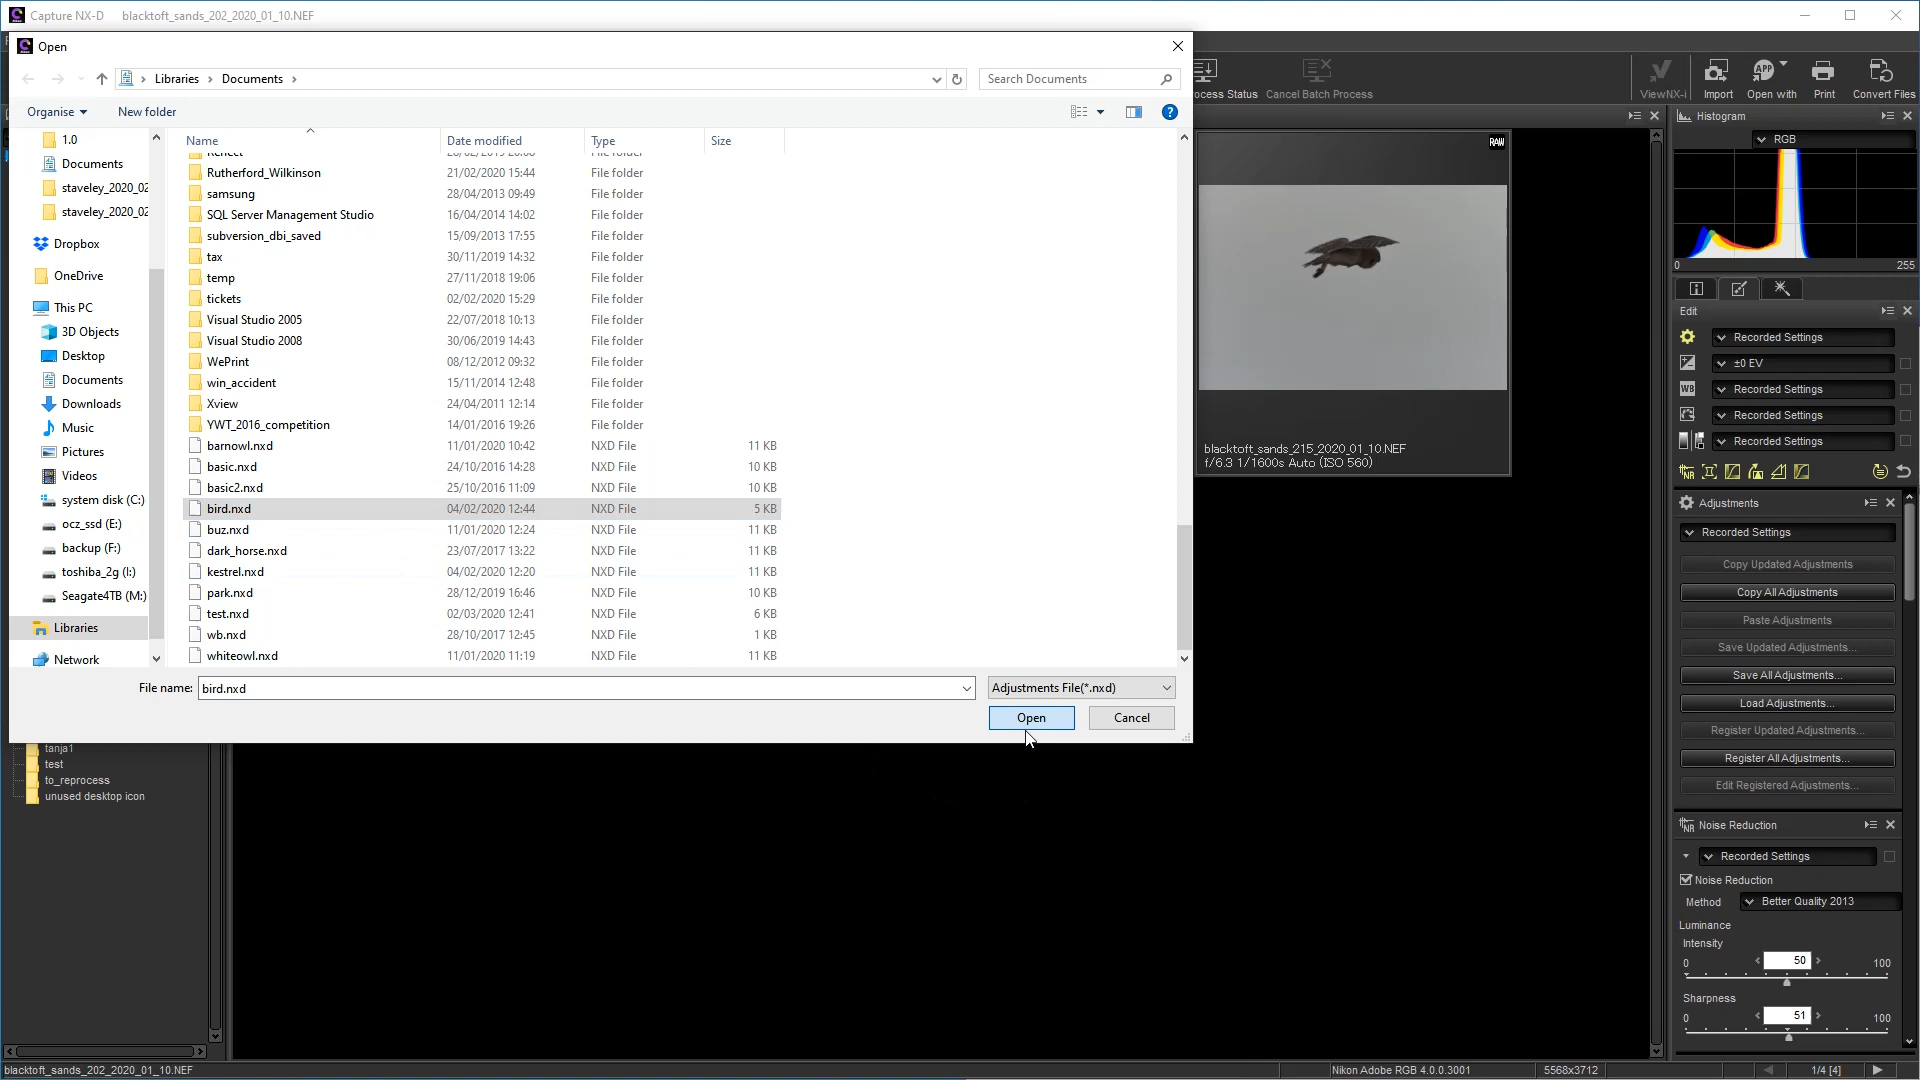 Capture NX-D blacktoft_sands_202_2020_01_10.NEF
Open
Libraries Documents
Search Documents
Organise New folder
Name Date modified Type Size
1.0
Documents
staveley_2020_02
staveley_2020_02
Dropbox
OneDrive
This PC
3D Objects
Desktop
Documents
Downloads
Music
Pictures
Videos
system disk (C:)
ocz_ssd (E:)
backup (F:)
toshiba_2g (I:)
Seagate4TB (M:)
Libraries
Network
Rutherford_Wilkinson 21/02/2020 15:44 File folder
samsung 28/04/2013 09:49 File folder
SQL Server Management Studio 16/04/2014 14:02 File folder
subversion_dbi_saved 15/09/2013 17:55 File folder
tax 30/11/2019 14:32 File folder
temp 27/11/2018 19:06 File folder
tickets 02/02/2020 15:29 File folder
Visual Studio 2005 22/07/2018 10:13 File folder
Visual Studio 2008 30/06/2019 14:43 File folder
WePrint 08/12/2012 09:32 File folder
win_accident 15/11/2014 12:48 File folder
Xview 24/04/2011 12:14 File folder
YWT_2016_competition 14/01/2016 19:26 File folder
barnowl.nxd 11/01/2020 10:42 NXD File 11 KB
basic.nxd 24/10/2016 14:28 NXD File 10 KB
basic2.nxd 25/10/2016 11:09 NXD File 10 KB
bird.nxd 04/02/2020 12:44 NXD File 5 KB
buz.nxd 11/01/2020 12:24 NXD File 11 KB
dark_horse.nxd 23/07/2017 13:22 NXD File 11 KB
kestrel.nxd 04/02/2020 12:20 NXD File 11 KB
park.nxd 28/12/2019 16:46 NXD File 10 KB
test.nxd 02/03/2020 12:41 NXD File 6 KB
wb.nxd 28/10/2017 12:45 NXD File 1 KB
whiteowl.nxd 11/01/2020 11:19 NXD File 11 KB
File name: bird.nxd Adjustments File(*.nxd)
Open Cancel
tanja1
test
to_reprocess
unused desktop icon
Status Cancel Batch Process
ViewNX-i Import Open with Print Convert Files
APP
RAW
blacktoft_sands_215_2020_01_10.NEF
f/6.3 1/1600s Auto (ISO 560)
Histogram
RGB
0 255
Edit
Recorded Settings
±0 EV
WB Recorded Settings
Recorded Settings
Recorded Settings
NR
Adjustments
Recorded Settings
Copy Updated Adjustments
Copy All Adjustments
Paste Adjustments
Save Updated Adjustments...
Save All Adjustments...
Load Adjustments...
Register Updated Adjustments...
Register All Adjustments...
Edit Registered Adjustments...
NR Noise Reduction
Recorded Settings
Noise Reduction
Method Better Quality 2013
Luminance
Intensity
0 50 100
Sharpness
0 51 100
blacktoft_sands_202_2020_01_10.NEF Nikon Adobe RGB 4.0.0.3001 5568x3712 1/4 [4]